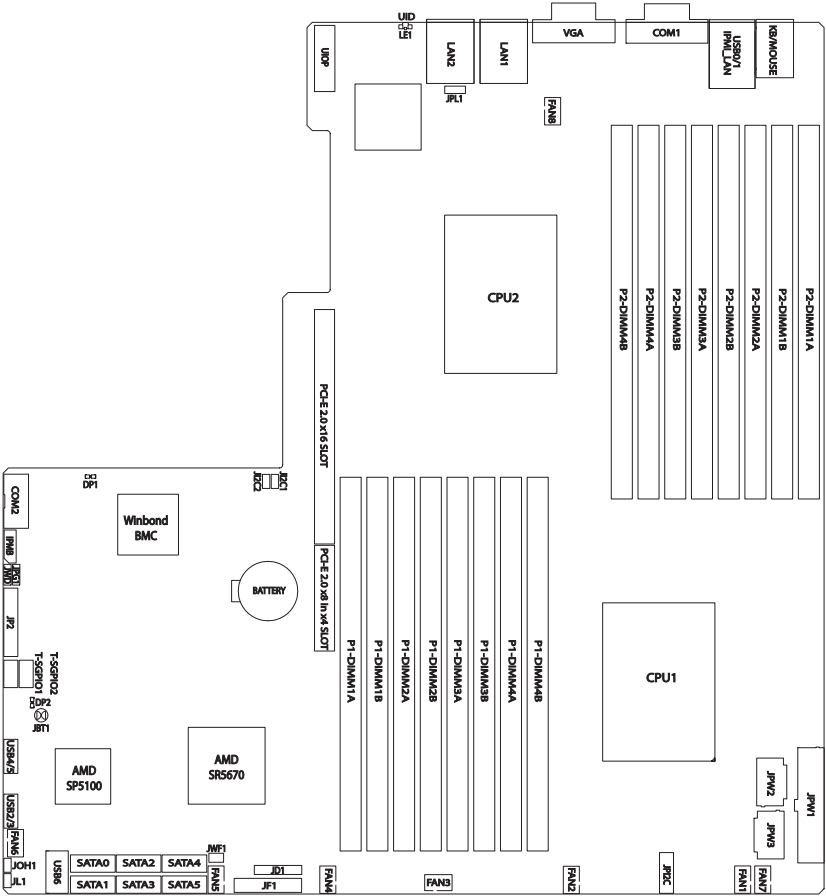 UID
LE1
UIOP
LAN2
LAN1
VGA
COM1
USB0/1
IPMI_LAN
KB/MOUSE
JPL1
FAN8
CPU2
P2-DIMM4B
P2-DIMM4A
P2-DIMM3B
P2-DIMM3A
P2-DIMM2B
P2-DIMM2A
P2-DIMM1B
P2-DIMM1A
PCI-E 2.0 x16 SLOT
PCI-E 2.0 x8 in x4 SLOT
DP1
JI2C2
JI2C1
COM2
Winbond
BMC
IPMB
JWD
JPG1
BATTERY
JP2
T-SGPIO1
T-SGPIO2
DP2
JBT1
P1-DIMM1A
P1-DIMM1B
P1-DIMM2A
P1-DIMM2B
P1-DIMM3A
P1-DIMM3B
P1-DIMM4A
P1-DIMM4B
CPU1
USB4/5
AMD
SP5100
AMD
SR5670
JPW2
JPW1
JPW3
USB2/3
FAN6
JOH1
JL1
USB6
SATA0
SATA2
SATA4
SATA1
SATA3
SATA5
JWF1
FAN5
JD1
JF1
FAN4
FAN3
FAN2
JP2C
FAN1